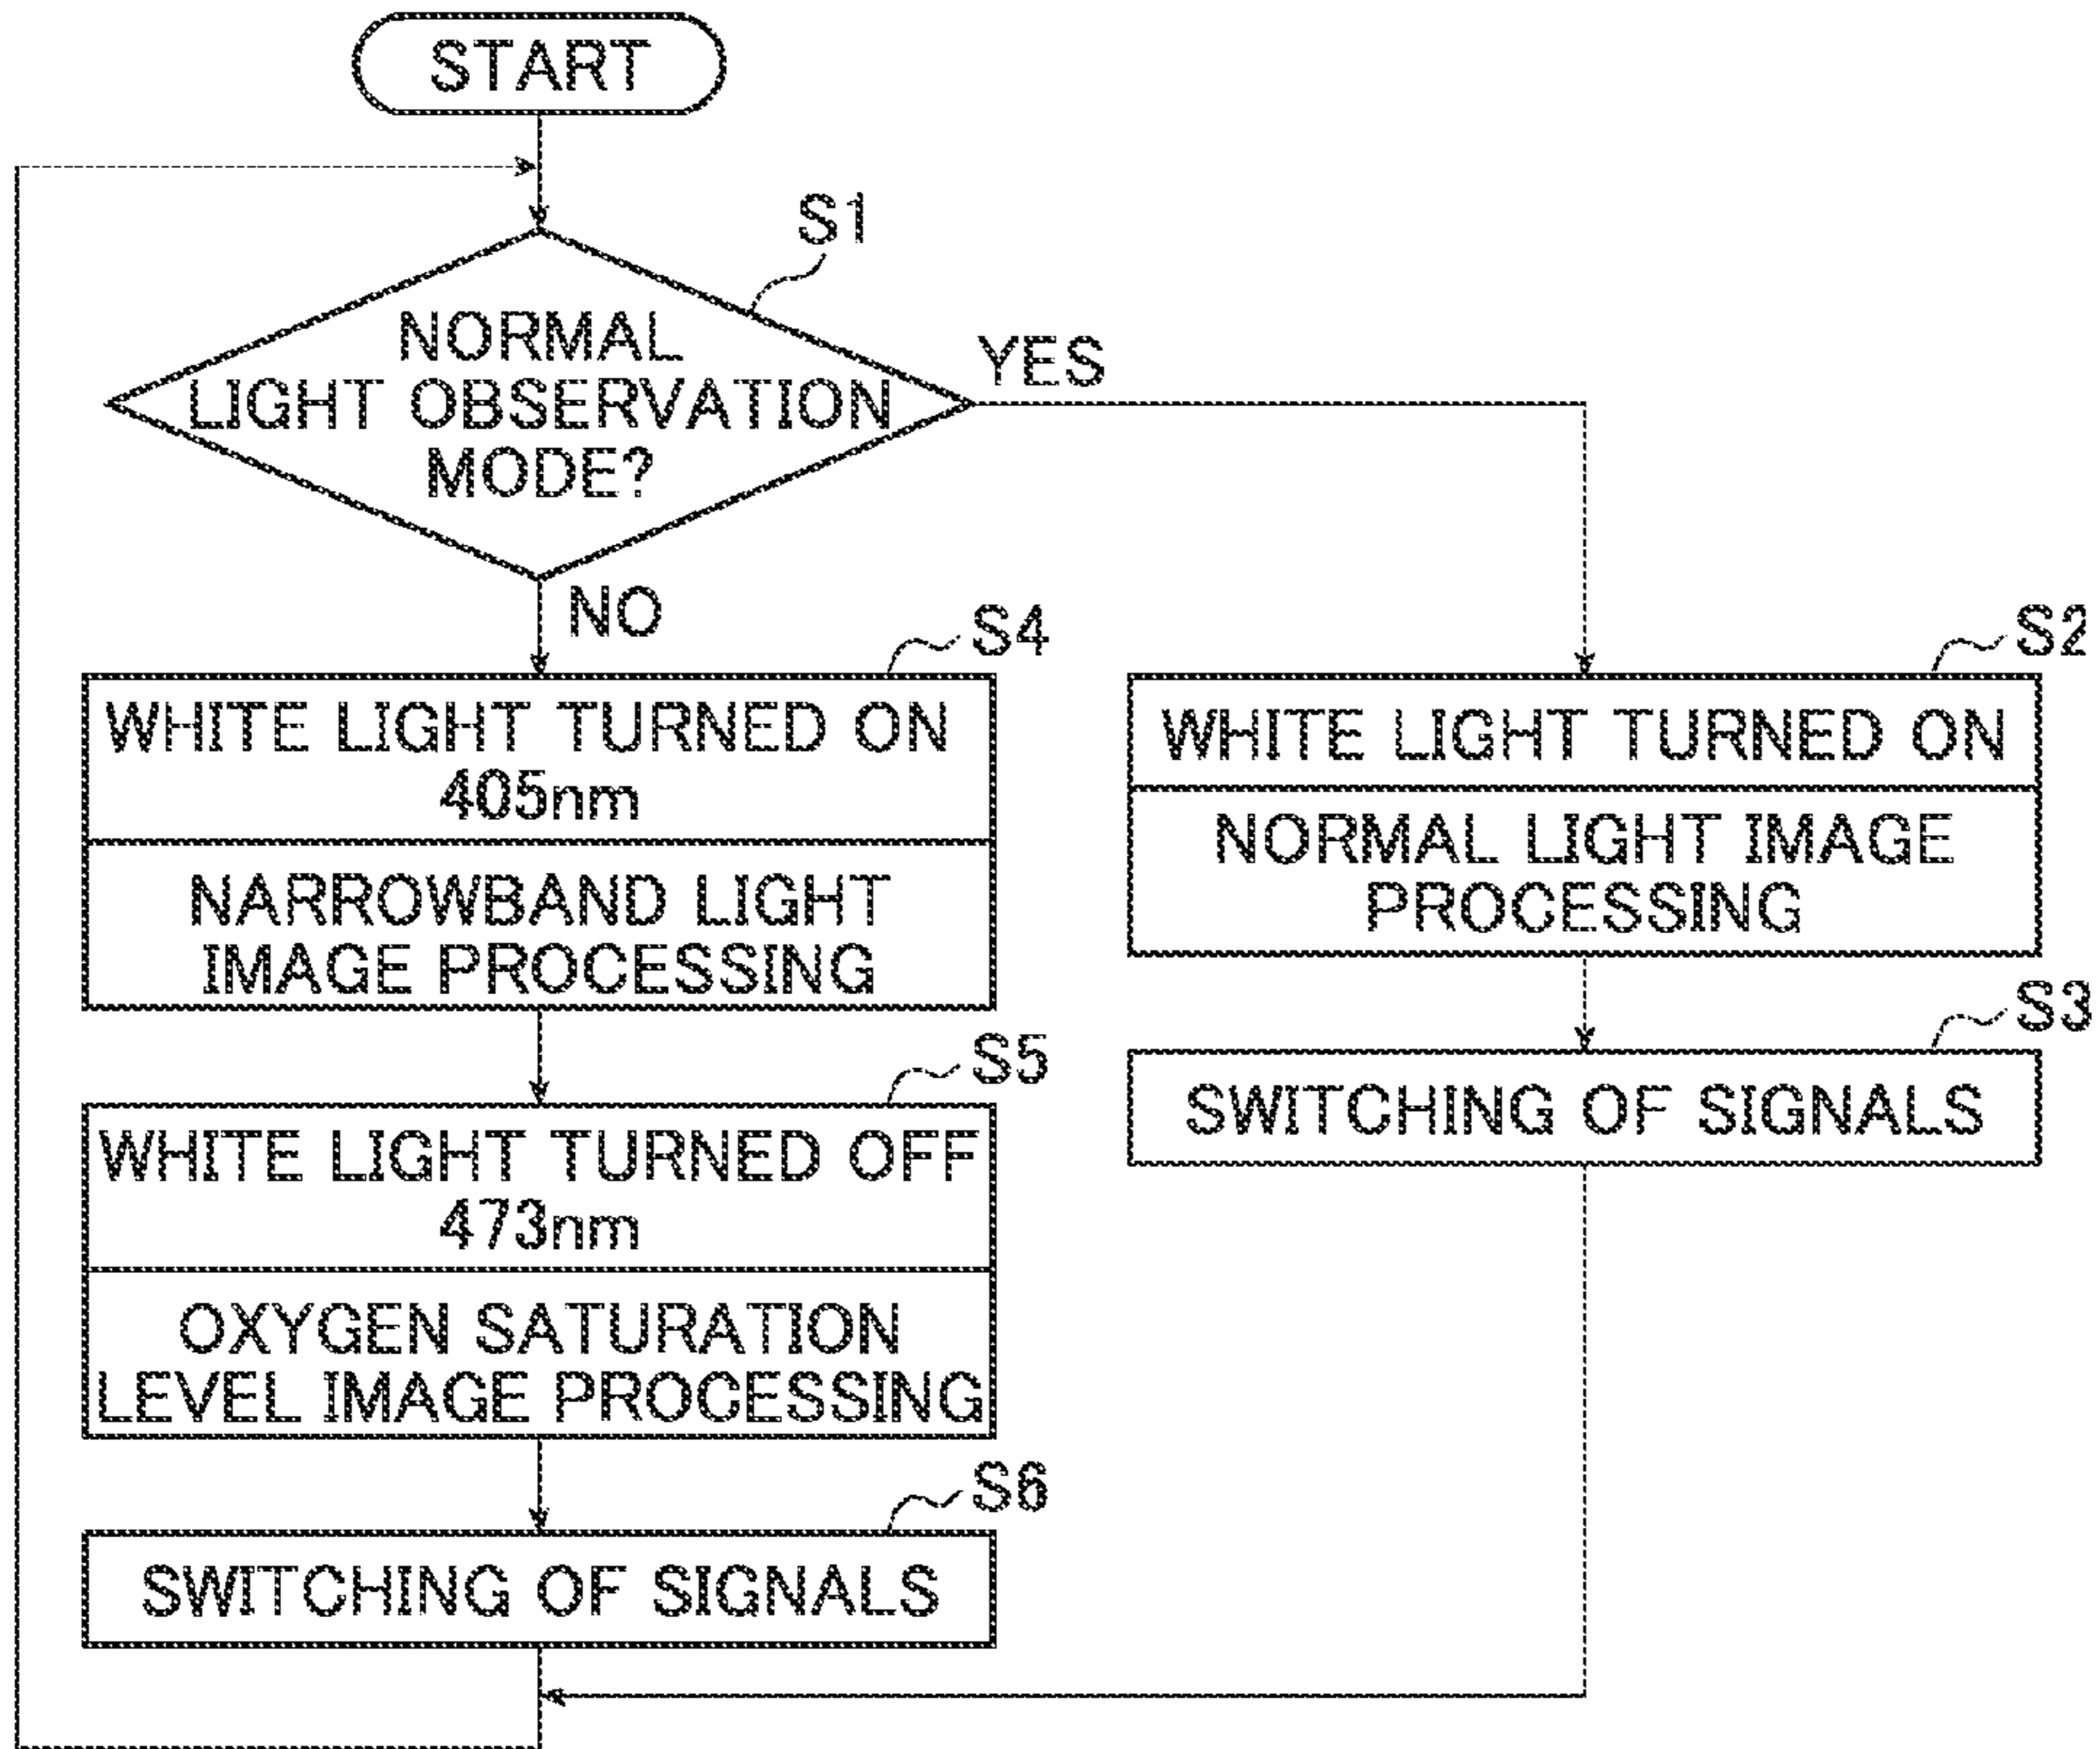 START
S1
NORMAL
LIGHT OBSERVATION
MODE?
YES
NO
S4
WHITE LIGHT TURNED ON
405nm
NARROWBAND LIGHT
IMAGE PROCESSING
S2
WHITE LIGHT TURNED ON
NORMAL LIGHT IMAGE
PROCESSING
S3
SWITCHING OF SIGNALS
S5
WHITE LIGHT TURNED OFF
473nm
OXYGEN SATURATION
LEVEL IMAGE PROCESSING
S6
SWITCHING OF SIGNALS